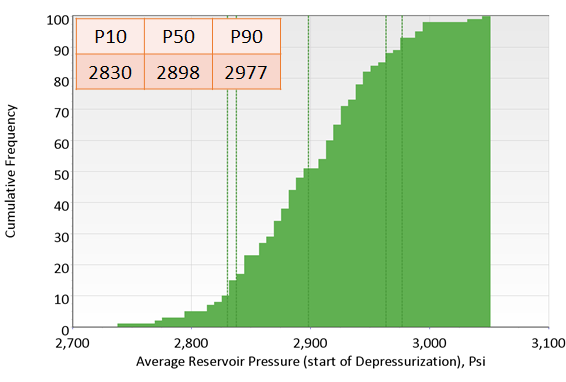 100
90
80
70
60
50
40
30
20
10
0
Cumulative Frequency
P10 P50 P90
2830 2898 2977
2,700 2,800 2,900 3,000 3,100
Average Reservoir Pressure (start of Depressurization), Psi